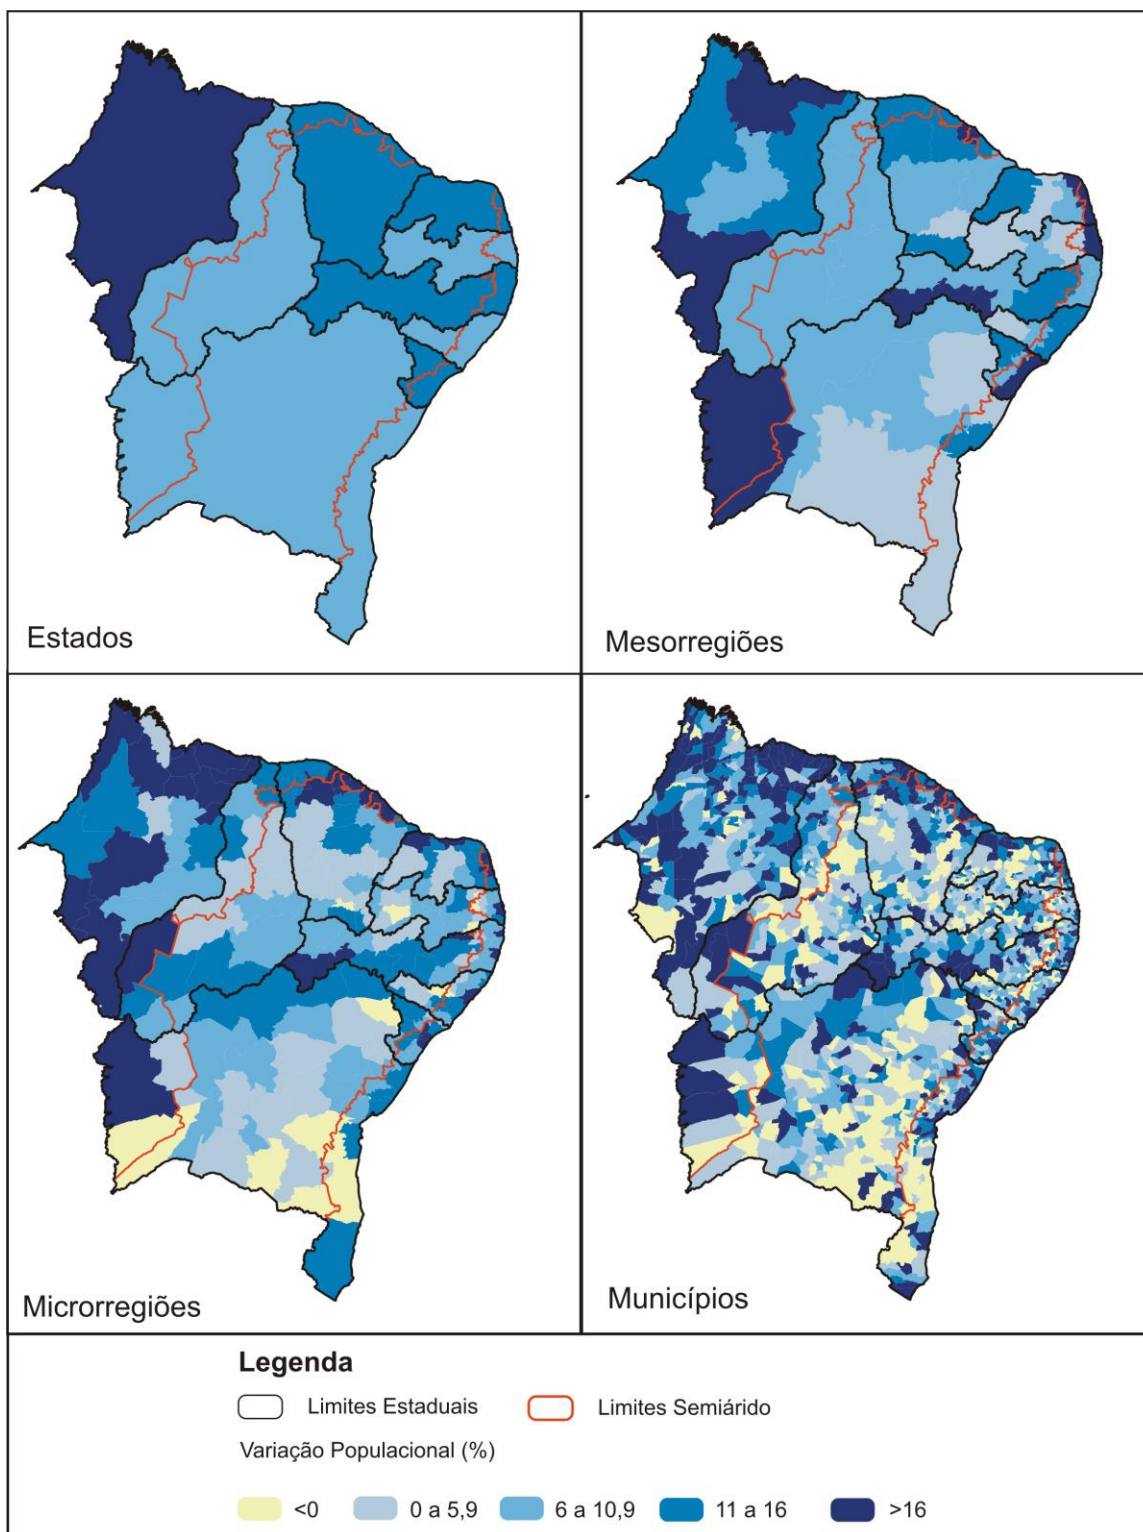 Estados
Mesorregiões
Microrregiões
Municípios
Legenda
Limites Estaduais
Limites Semiárido
Variação Populacional (%)
<0
0 a 5,9
6 a 10,9
11 a 16
>16